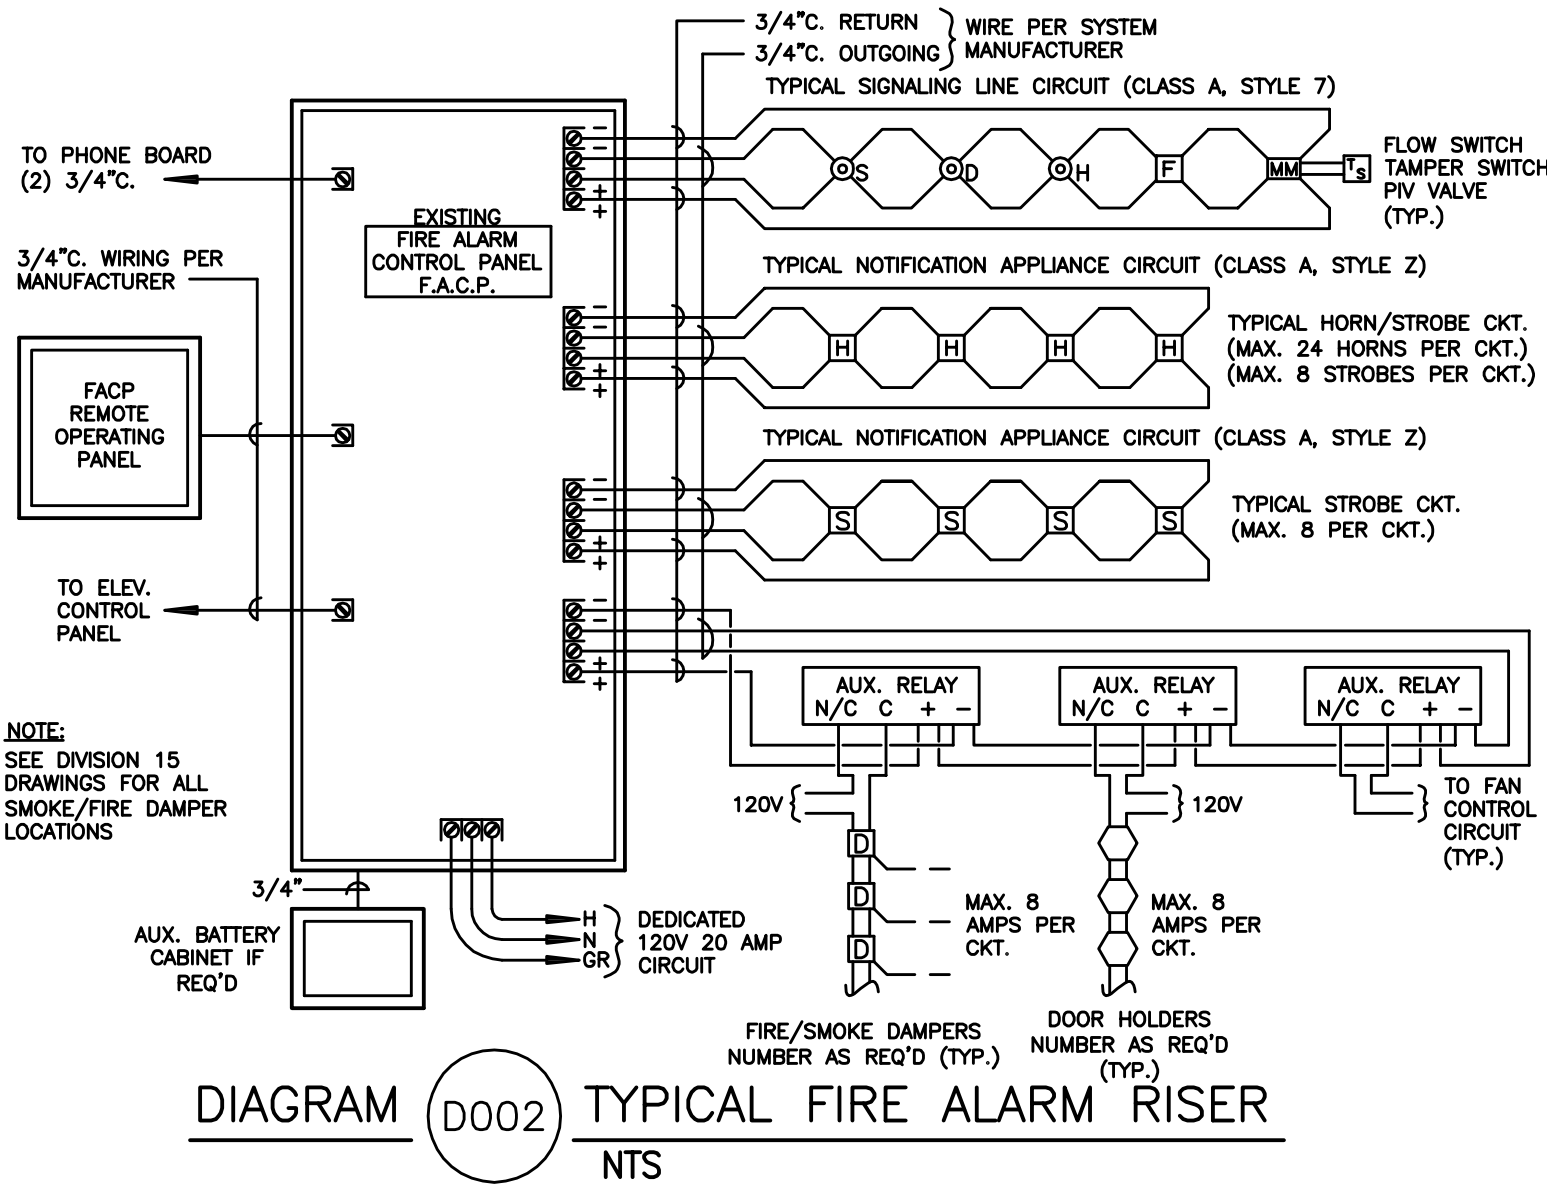 3/4"C. RETURN
3/4"C. OUTGOING
WIRE PER SYSTEM
MANUFACTURER
TYPICAL SIGNALING LINE CIRCUIT (CLASS A, STYLE 7)
TO PHONE BOARD
(2) 3/4"C.
- 
-
+
+
S
D
H
F
MM
TS
FLOW SWITCH
TAMPER SWITCH
PIV VALVE
(TYP.)
EXISTING
FIRE ALARM
CONTROL PANEL
F.A.C.P.
3/4"C. WIRING PER
MANUFACTURER
TYPICAL NOTIFICATION APPLIANCE CIRCUIT (CLASS A, STYLE Z)
-
-
+
+
H
H
H
H
TYPICAL HORN/STROBE CKT.
(MAX. 24 HORNS PER CKT.)
(MAX. 8 STROBES PER CKT.)
FACP
REMOTE
OPERATING
PANEL
TYPICAL NOTIFICATION APPLIANCE CIRCUIT (CLASS A, STYLE Z)
-
-
+
+
S
S
S
S
TYPICAL STROBE CKT.
(MAX. 8 PER CKT.)
TO ELEV.
CONTROL
PANEL
-
-
+
+
AUX. RELAY
N/C C + -
AUX. RELAY
N/C C + -
AUX. RELAY
N/C C + -
NOTE:
SEE DIVISION 15
DRAWINGS FOR ALL
SMOKE/FIRE DAMPER
LOCATIONS
120V
120V
TO FAN
CONTROL
CIRCUIT
(TYP.)
D
D
D
MAX. 8
AMPS PER
CKT.
MAX. 8
AMPS PER
CKT.
3/4"
AUX. BATTERY
CABINET IF
REQ'D
H
N
GR
DEDICATED
120V 20 AMP
CIRCUIT
FIRE/SMOKE DAMPERS
NUMBER AS REQ'D (TYP.)
DOOR HOLDERS
NUMBER AS REQ'D
(TYP.)
DIAGRAM D002 TYPICAL FIRE ALARM RISER
NTS